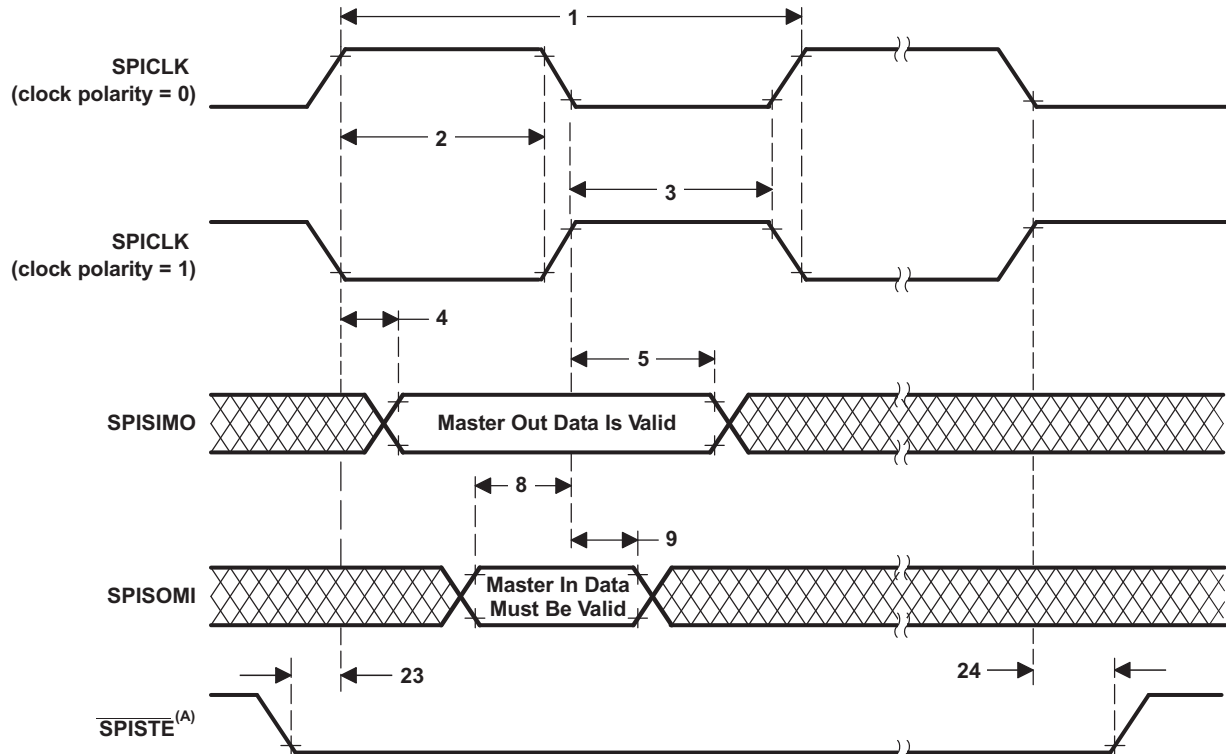 1
SPICLK
(clock polarity = 0)
2
3
SPICLK
(clock polarity = 1)
4
5
SPISIMO
Master Out Data Is Valid
8
9
SPISOMI
Master In Data
Must Be Valid
23
24
SPISTE(A)